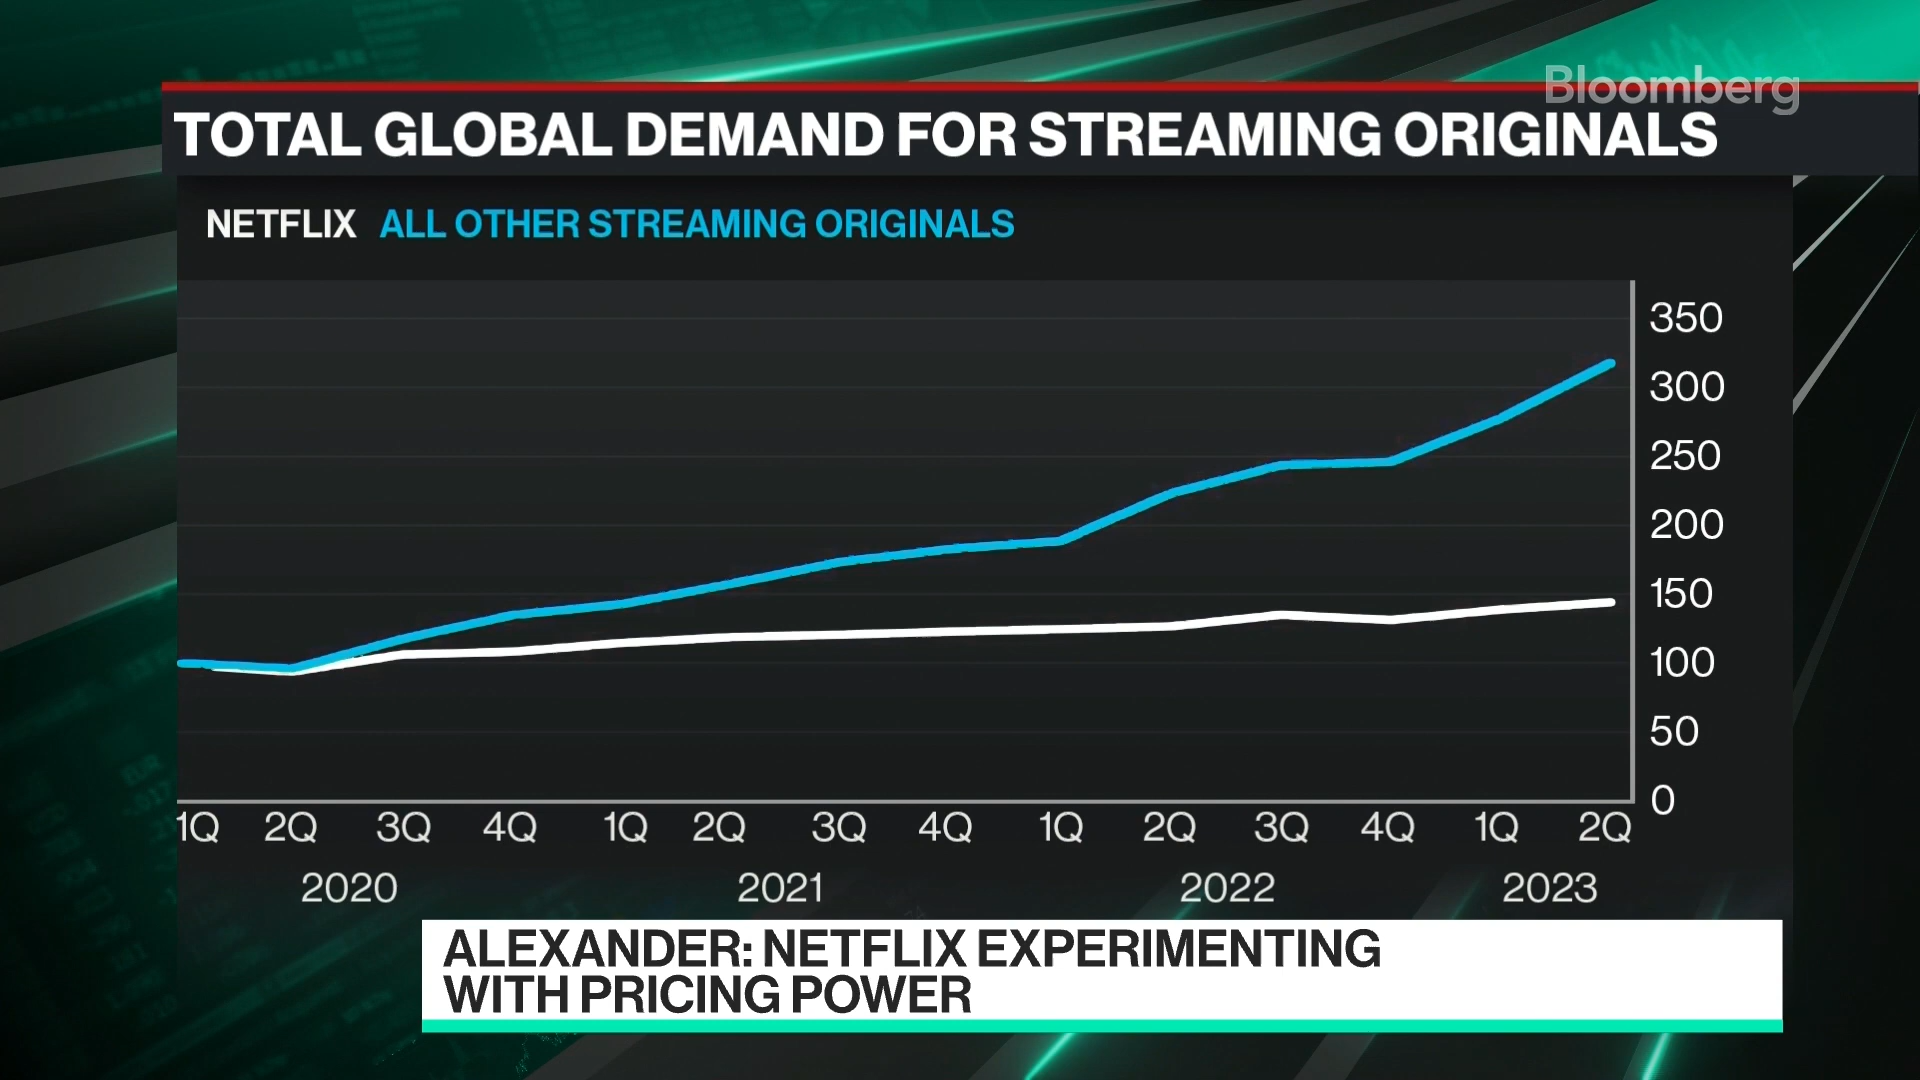 Bloomberg
TOTAL GLOBAL DEMAND FOR STREAMING ORIGINALS
NETFLIX ALL OTHER STREAMING ORIGINALS
350
300
250
200
150
100
50
0
1Q 2Q 3Q 4Q 1Q 2Q 3Q 4Q 1Q 2Q 3Q 4Q 1Q 2Q
2020 2021 2022 2023
ALEXANDER: NETFLIX EXPERIMENTING
WITH PRICING POWER